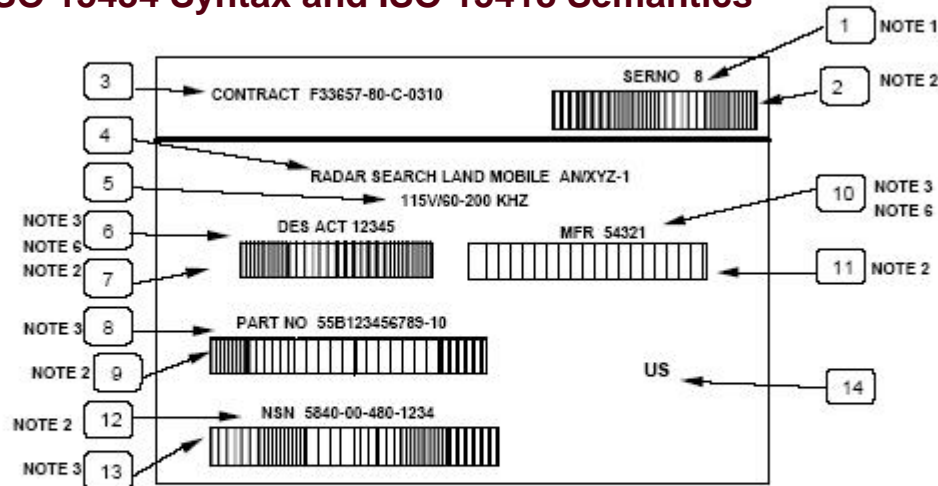 ISO 15434 Syntax and ISO 15418 Semantics
1 NOTE 1
SERNO 8
3
CONTRACT F33657-80-C-0310
2 NOTE 2
4
RADAR SEARCH LAND MOBILE AN/XYZ-1
5
115V/60-200 KHZ
10 NOTE 3
NOTE 6
NOTE 3
NOTE 6
6
DES ACT 12345
MFR 54321
NOTE 2
7
11 NOTE 2
NOTE 3 8
PART NO 55B123456789-10
NOTE 2 9
US
14
NOTE 2
12
NSN 5840-00-480-1234
NOTE 3 13